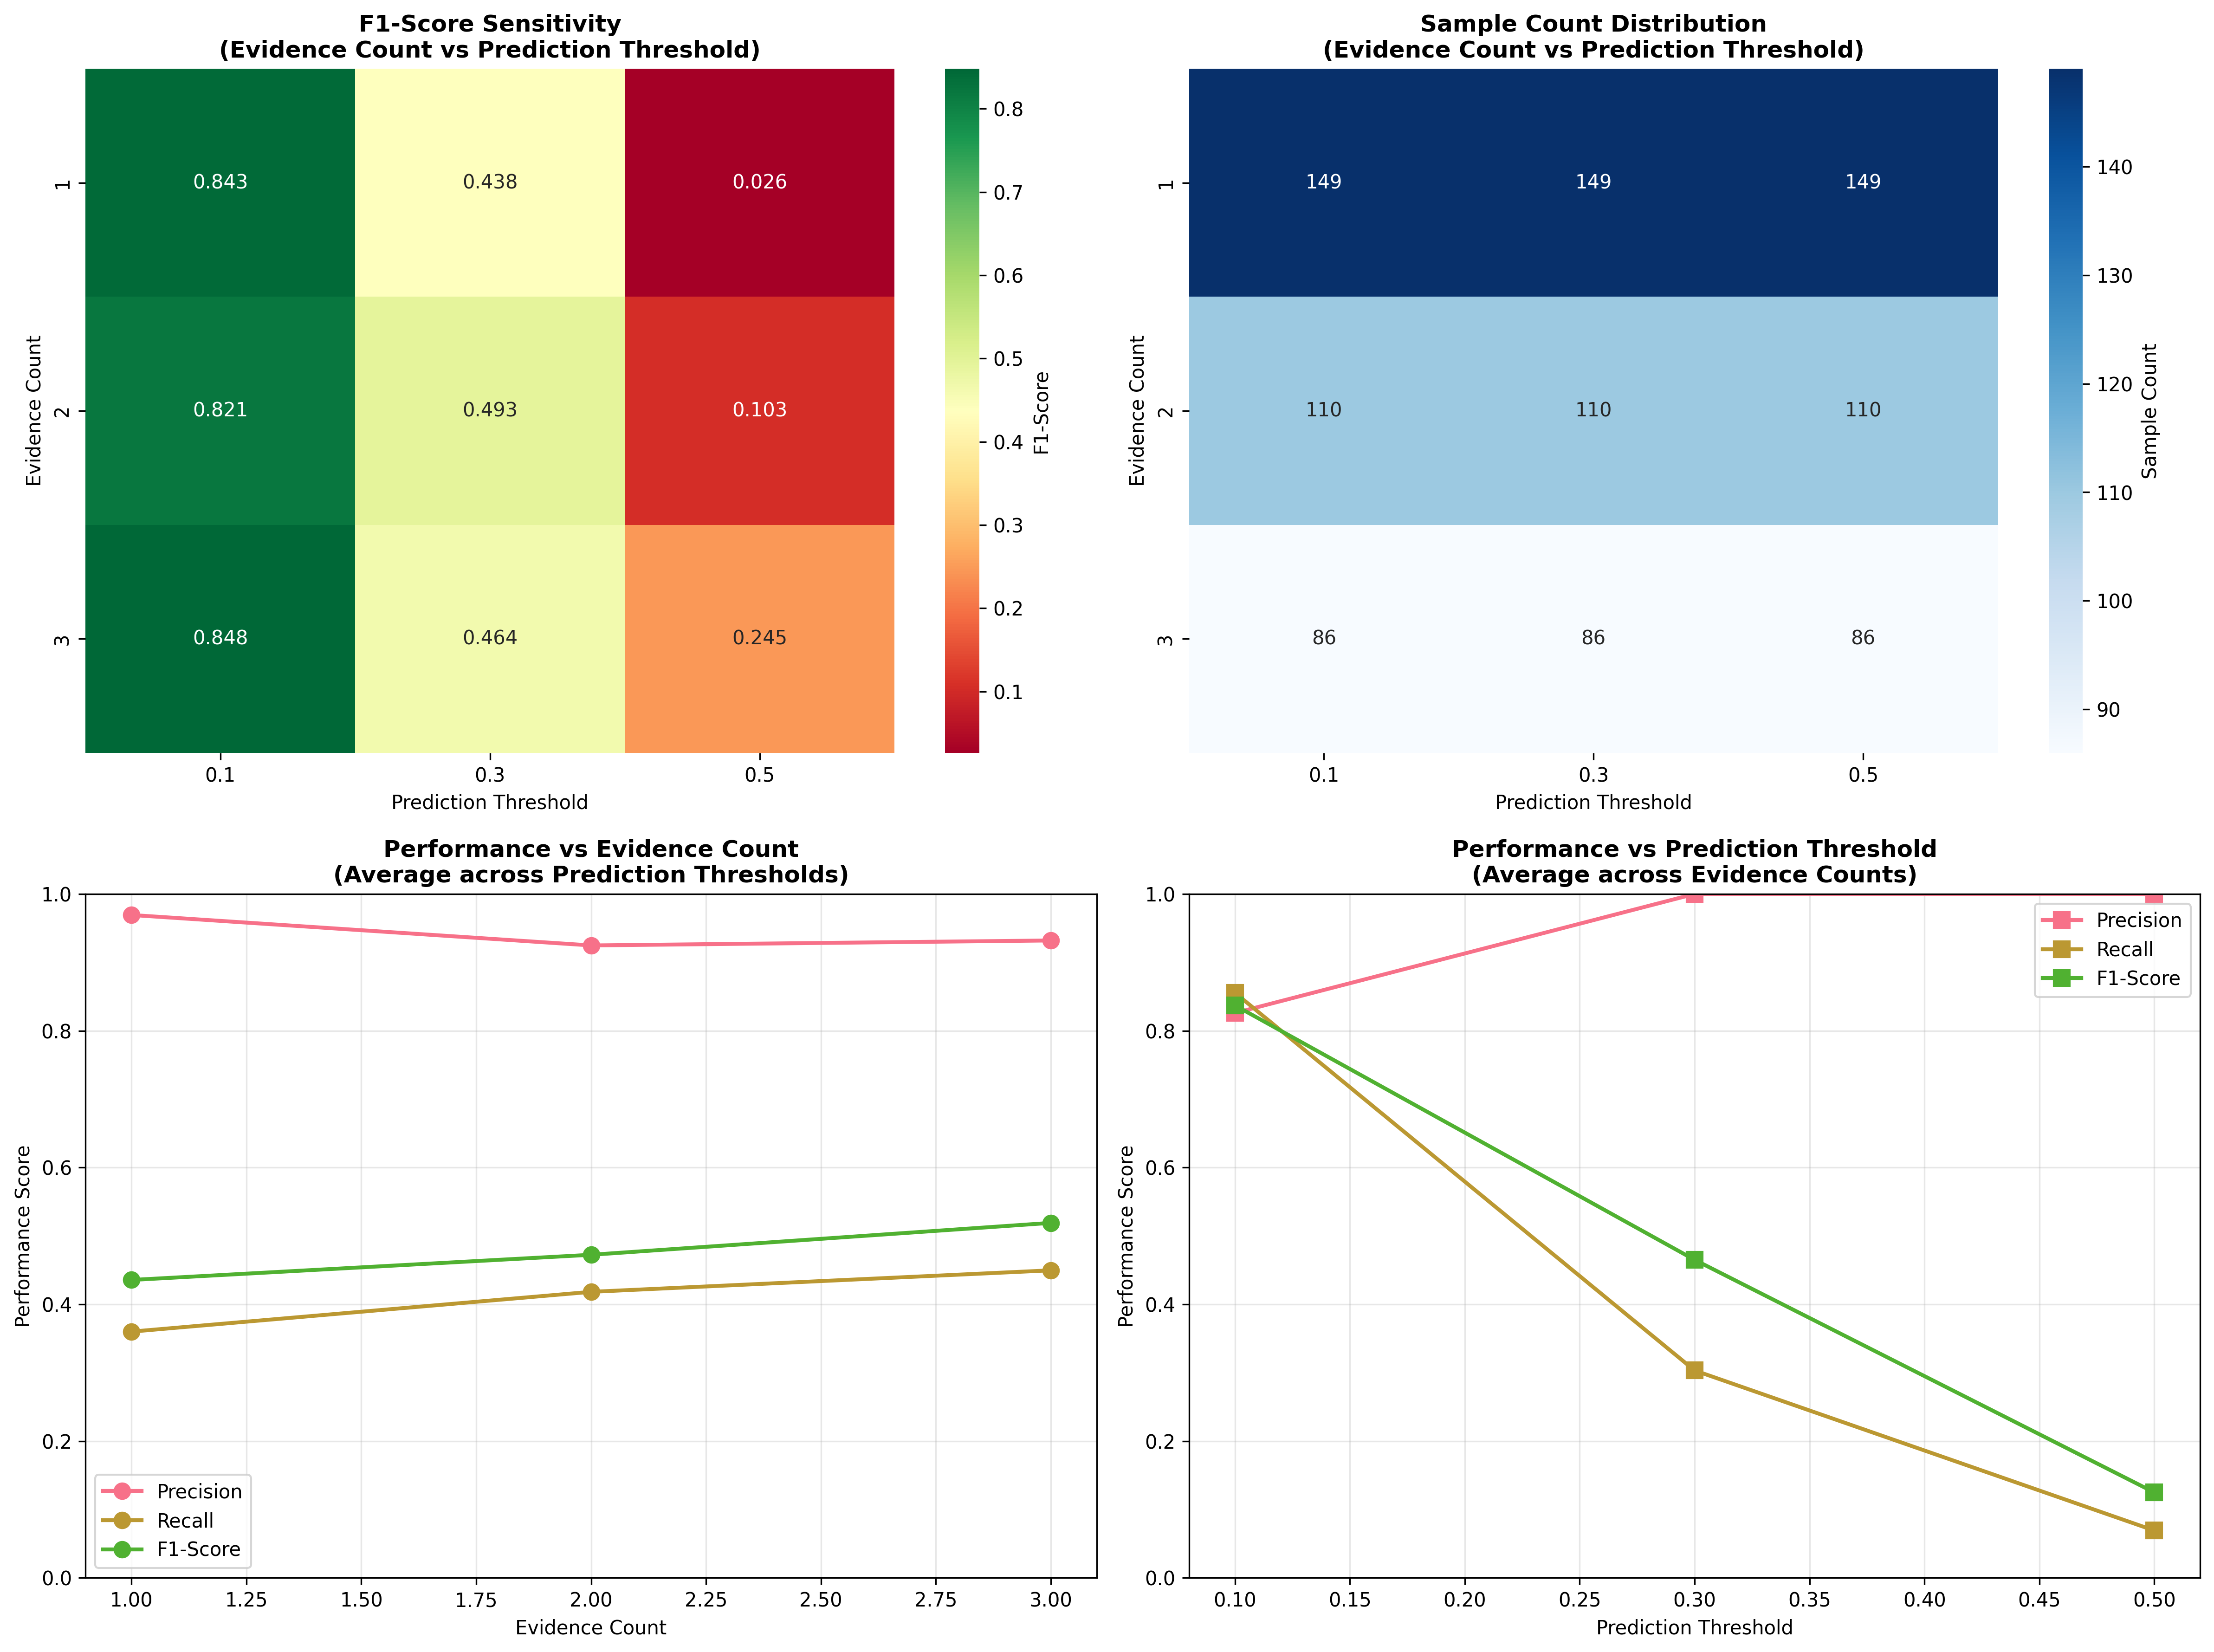 F1-Score Sensitivity
(Evidence Count vs Prediction Threshold)
Evidence Count
1
2
3
0.843 0.438 0.026
0.821 0.493 0.103
0.848 0.464 0.245
0.1 0.3 0.5
Prediction Threshold
0.8
0.7
0.6
0.5
0.4
0.3
0.2
0.1
F1-Score
Sample Count Distribution
(Evidence Count vs Prediction Threshold)
Evidence Count
1
2
3
149 149 149
110 110 110
86 86 86
0.1 0.3 0.5
Prediction Threshold
140
130
120
110
100
90
Sample Count
Performance vs Evidence Count
(Average across Prediction Thresholds)
Performance Score
1.0
0.8
0.6
0.4
0.2
0.0
Precision
Recall
F1-Score
1.00 1.25 1.50 1.75 2.00 2.25 2.50 2.75 3.00
Evidence Count
Performance vs Prediction Threshold
(Average across Evidence Counts)
Performance Score
1.0
0.8
0.6
0.4
0.2
0.0
Precision
Recall
F1-Score
0.10 0.15 0.20 0.25 0.30 0.35 0.40 0.45 0.50
Prediction Threshold